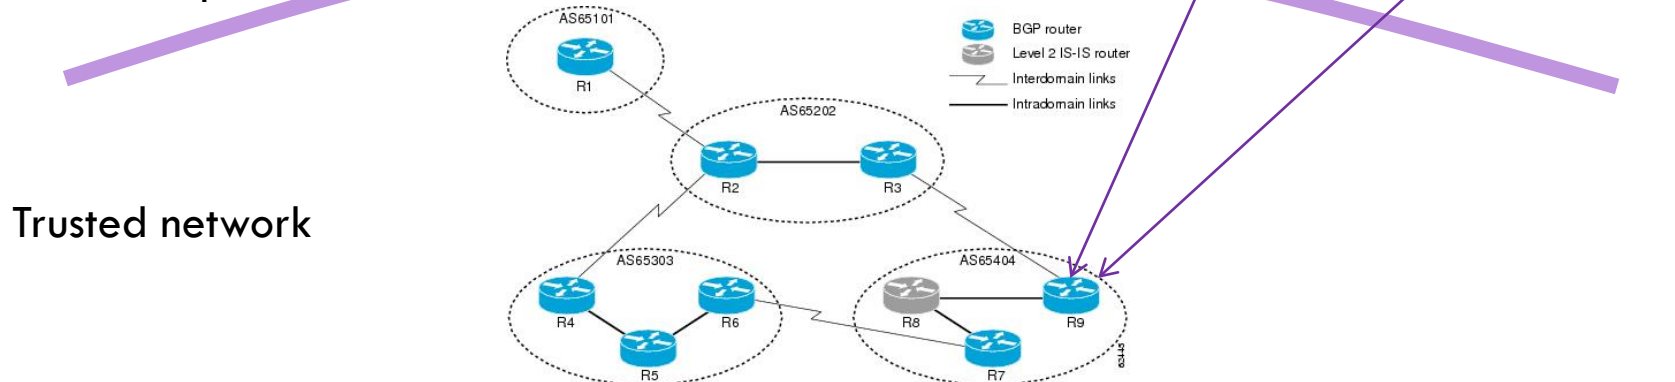 AS65101
R1
BGP router
Level 2 IS-IS router
Interdomain links
Intradomain links
AS65202
R2
R3
Trusted network
AS65303
R4
R6
R5
AS65404
R8
R9
R7